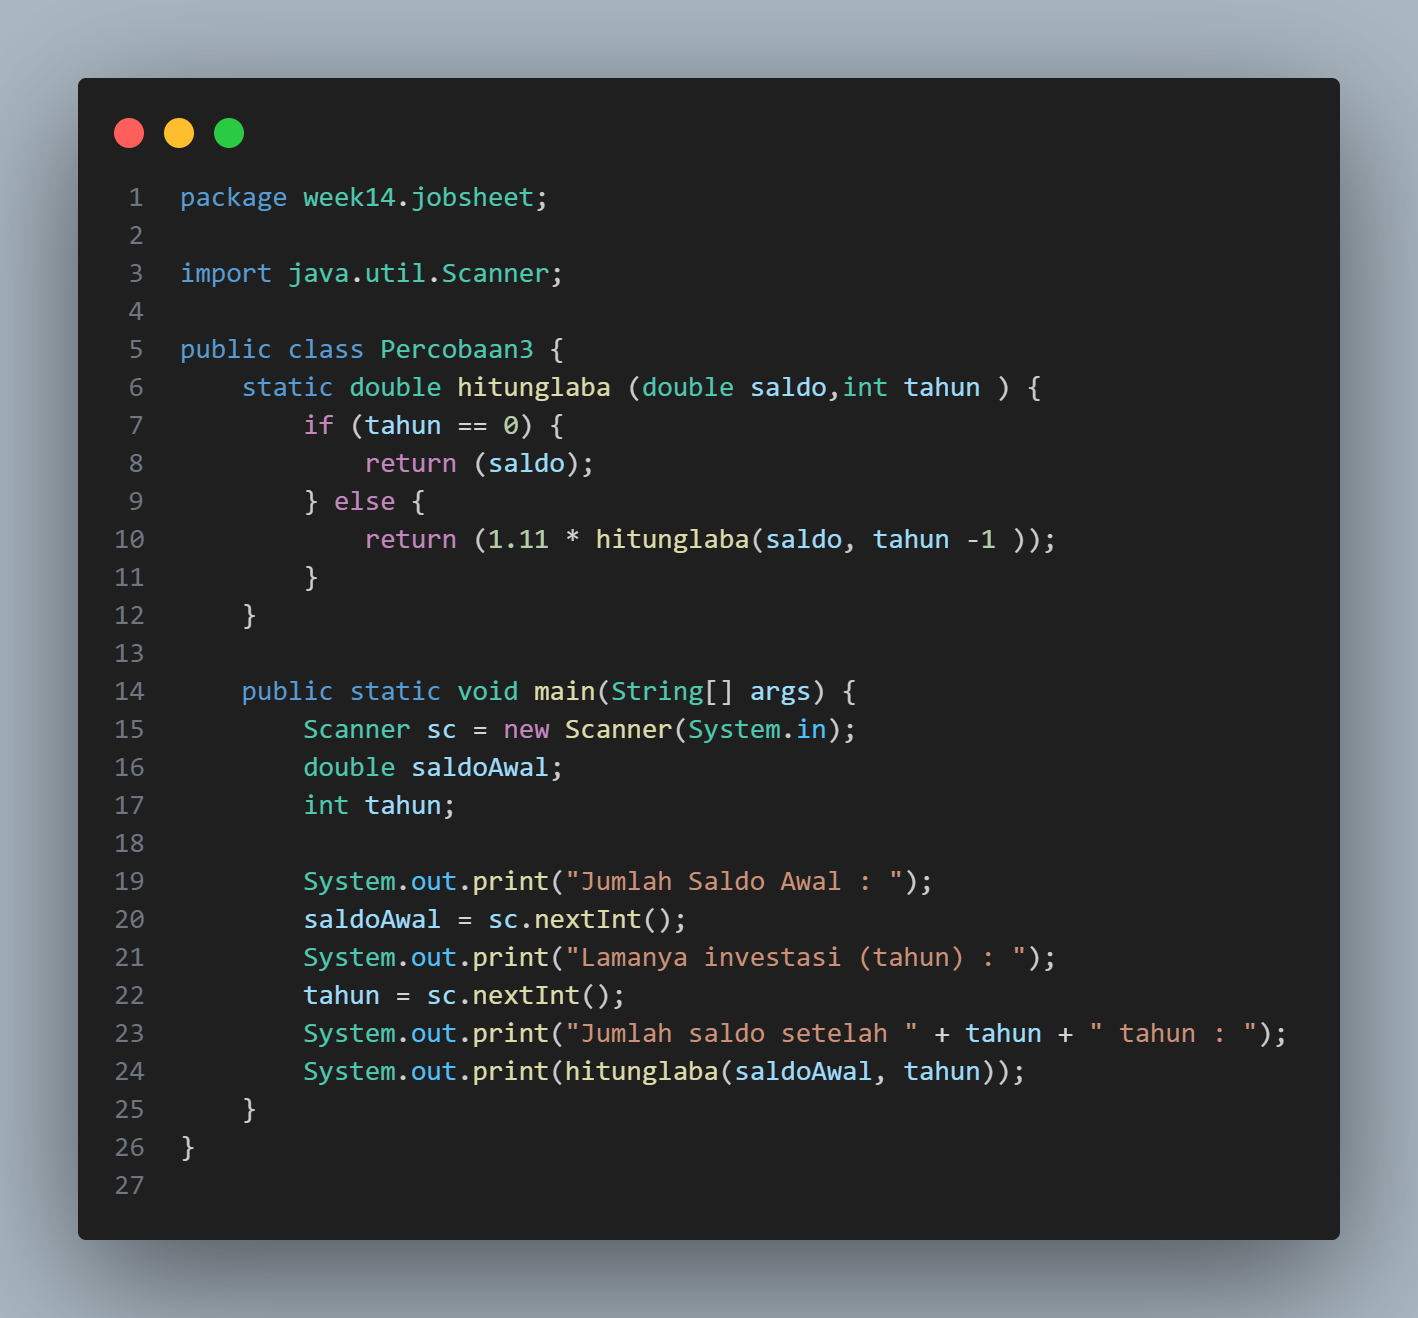 1 package week14.jobsheet;
2
3 import java.util.Scanner;
4
5 public class Percobaan3 {
6     static double hitunglaba (double saldo,int tahun ) {
7         if (tahun == 0) {
8             return (saldo);
9         } else {
10             return (1.11 * hitunglaba(saldo, tahun -1 ));
11         }
12     }
13
14     public static void main(String[] args) {
15         Scanner sc = new Scanner(System.in);
16         double saldoAwal;
17         int tahun;
18
19         System.out.print("Jumlah Saldo Awal : ");
20         saldoAwal = sc.nextInt();
21         System.out.print("Lamanya investasi (tahun) : ");
22         tahun = sc.nextInt();
23         System.out.print("Jumlah saldo setelah " + tahun + " tahun : ");
24         System.out.print(hitunglaba(saldoAwal, tahun));
25     }
26 }
27